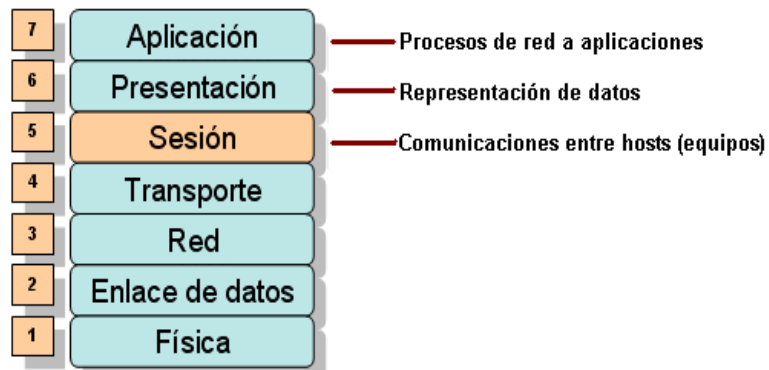 7 Aplicación Procesos de red a aplicaciones
6 Presentación Representación de datos
5 Sesión Comunicaciones entre hosts (equipos)
4 Transporte
3 Red
2 Enlace de datos
1 Física